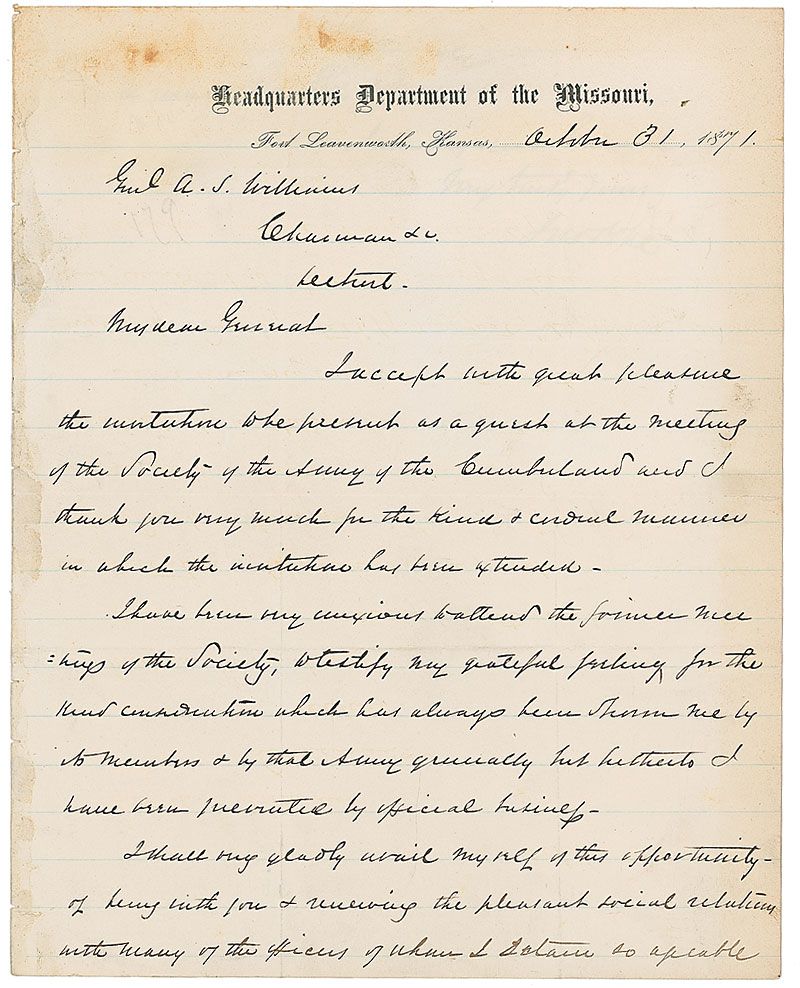 Headquarters Department of the Missouri,
Fort Leavenworth, Kansas, October 31, 1871.
Genl A. S. Williams
Chairman &c.
Detroit.
My dear General
I accept with great pleasure
the invitation to be present as a guest at the meeting
of the Society of the Army of the Cumberland and I
thank you very much for the kind & cordial manner
in which the invitation has been extended -
I have been very anxious to attend the former mee
=tings of the Society, to testify my grateful feeling for the
kind consideration which has always been shown me by
its members & by that Army generally but hitherto I
have been prevented by official business -
I shall very gladly avail myself of this opportunity -
of being with you & renewing the pleasant social relations
with many of the officers of whom I retain so agreeable